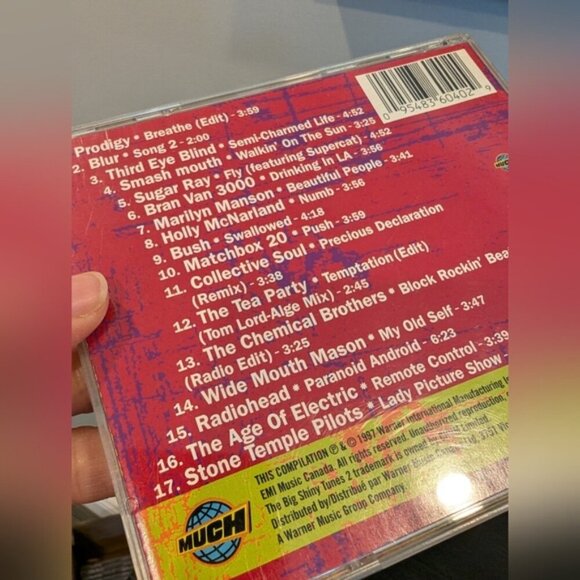 0 95483 60402 9
Prodigy • Breathe (Edit) - 3:59
2. Blur • Song 2 - 2:00
3. Third Eye Blind • Semi-Charmed Life - 4:52
4. Smash mouth • Walkin' On The Sun - 3:25
5. Sugar Ray • Fly (featuring Supercat) - 4:52
6. Bran Van 3000 • Drinking In LA - 3:56
7. Marilyn Manson • Beautiful People - 3:41
8. Holly McNarland • Numb - 3:56
9. Bush • Swallowed - 4:18
10. Matchbox 20 • Push - 3:59
11. Collective Soul • Precious Declaration
(Remix) - 3:38
12. The Tea Party • Temptation (Edit)
(Tom Lord-Alge Mix) - 2:45
13. The Chemical Brothers • Block Rockin' Bea
(Radio Edit) - 3:25
14. Wide Mouth Mason • My Old Self - 3:47
15. Radiohead • Paranoid Android - 6:23
16. The Age Of Electric • Remote Control - 3:39
17. Stone Temple Pilots • Lady Picture Show -
THIS COMPILATION ℗ & © 1997 Warner International Manufacturing
EMI Music Canada. All rights reserved. Unauthorized reproduction,
The Big Shiny Tunes 2 trademark is owned by Limited.
Distributed/Distribué par Warner Music Canada 3751 Vic
A Warner Music Group Company.
MUCH
MUCH